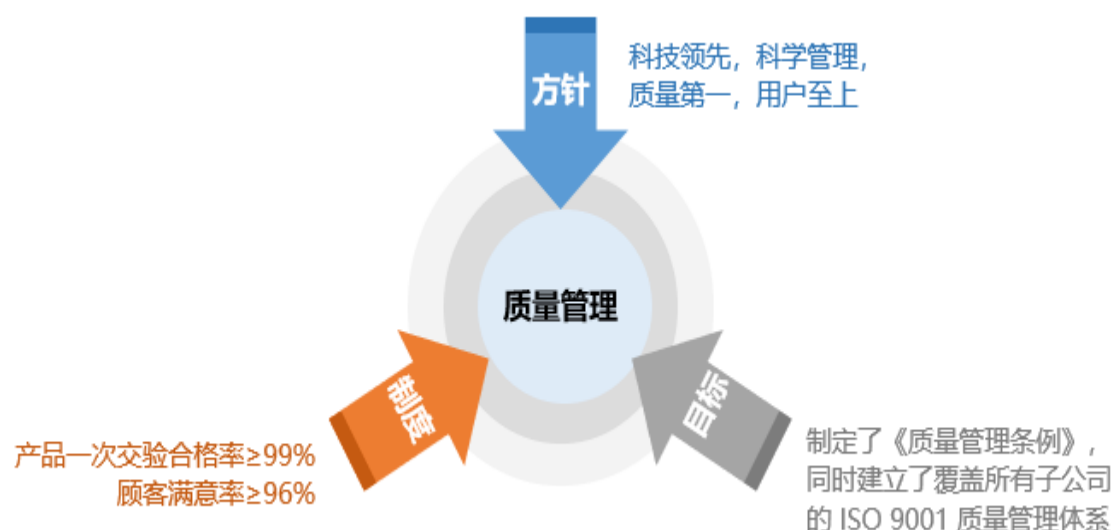 方针
科技领先，科学管理，
质量第一，用户至上
质量管理
制度
产品一次交验合格率≥99%
顾客满意率≥96%
目标
制定了《质量管理条例》，
同时建立了覆盖所有子公司
的 ISO 9001 质量管理体系